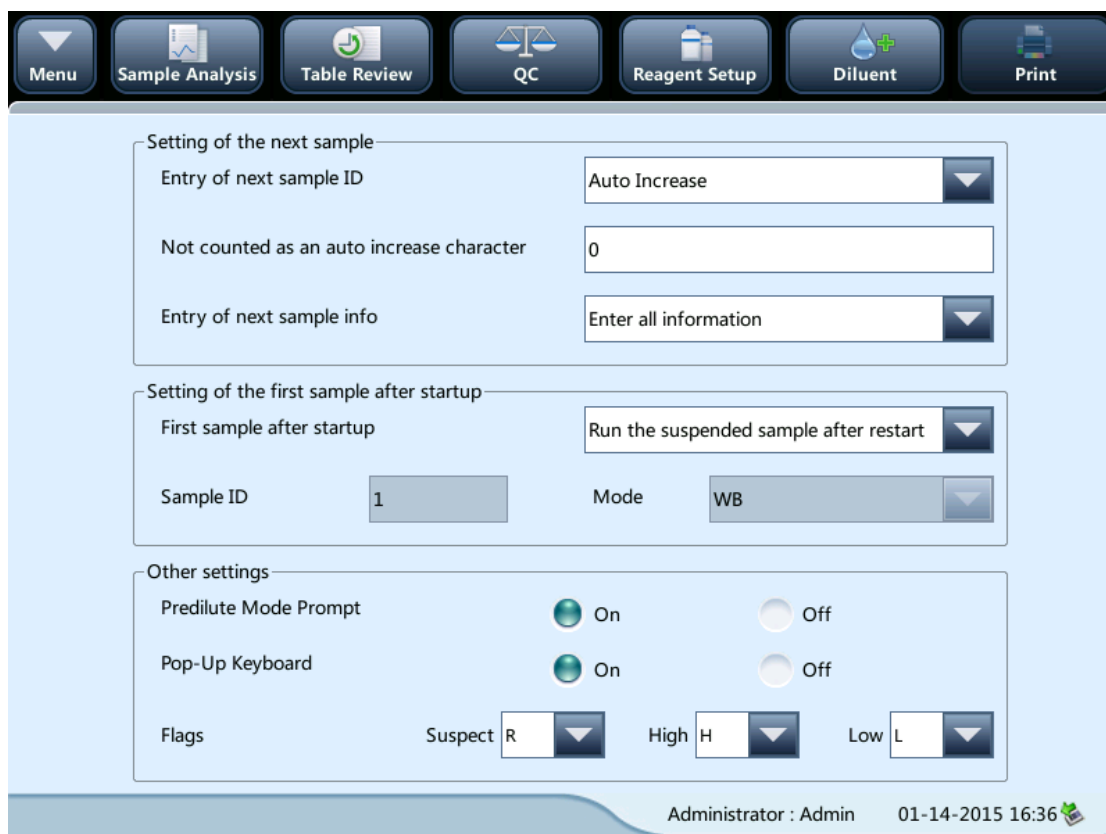 Menu
Sample Analysis
Table Review
QC
Reagent Setup
Diluent
Print
Setting of the next sample
Entry of next sample ID
Auto Increase
Not counted as an auto increase character
0
Entry of next sample info
Enter all information
Setting of the first sample after startup
First sample after startup
Run the suspended sample after restart
Sample ID
1
Mode
WB
Other settings
Predilute Mode Prompt
On
Off
Pop-Up Keyboard
On
Off
Flags
Suspect
R
High
H
Low
L
Administrator : Admin
01-14-2015 16:36